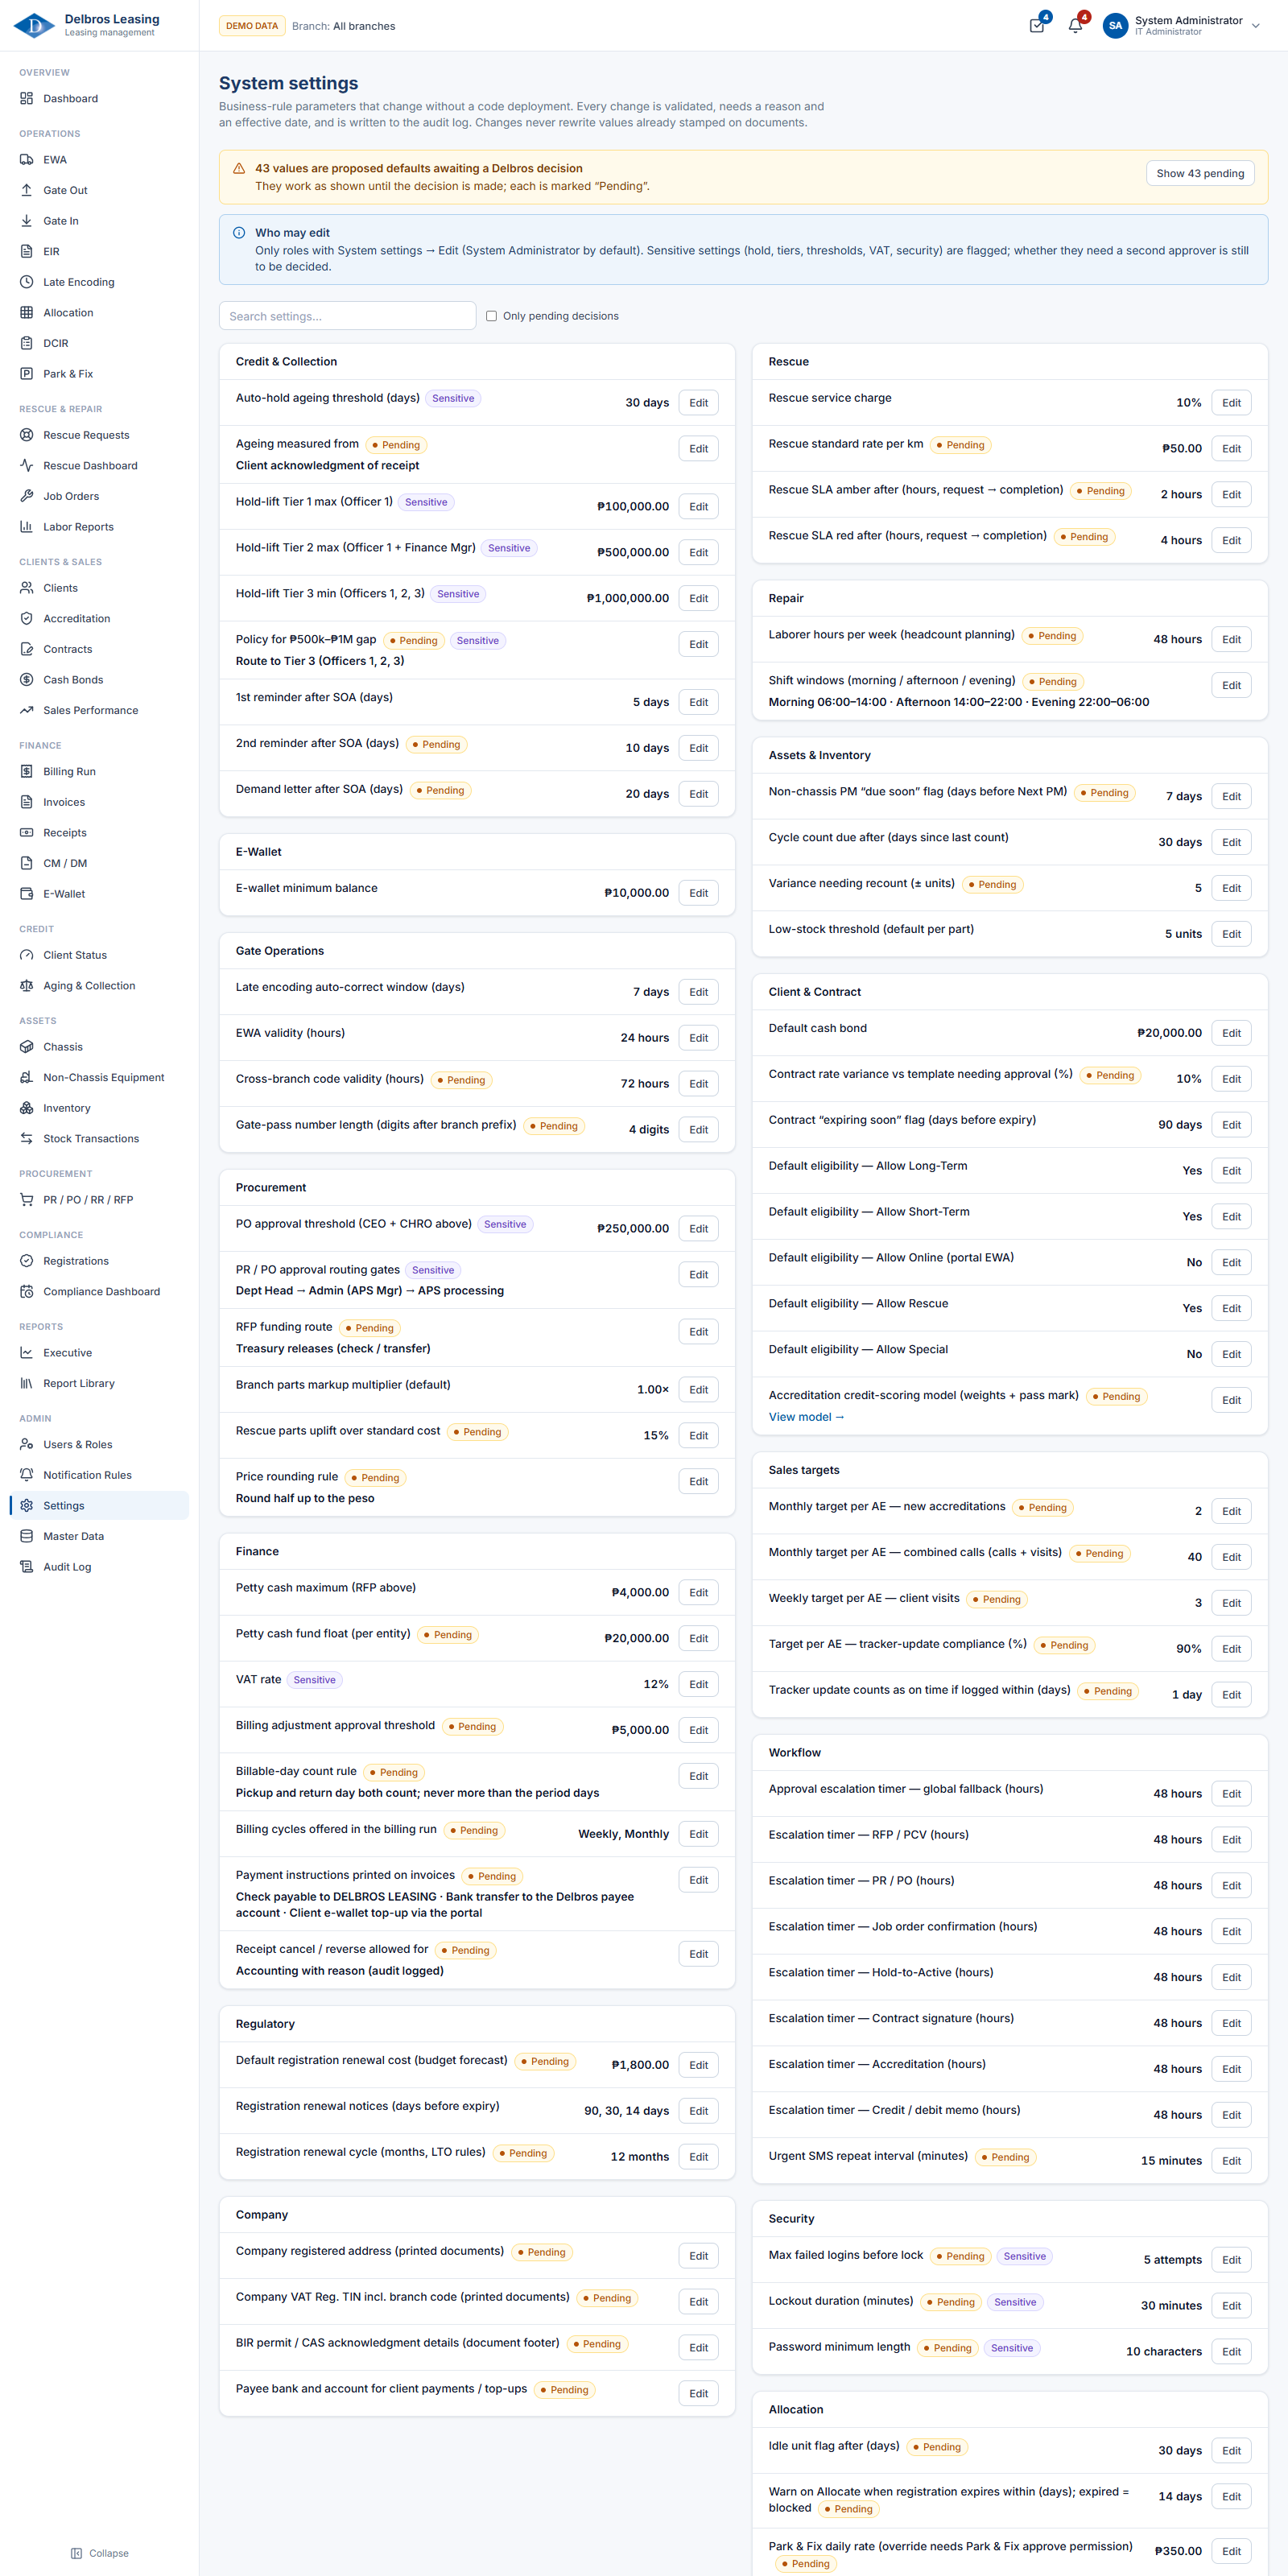 Delbros Leasing
Leasing management
DEMO DATA
Branch: All branches
4
4
SA
System Administrator
IT Administrator
OVERVIEW
Dashboard
OPERATIONS
EWA
Gate Out
Gate In
EIR
Late Encoding
Allocation
DCIR
Park & Fix
RESCUE & REPAIR
Rescue Requests
Rescue Dashboard
Job Orders
Labor Reports
CLIENTS & SALES
Clients
Accreditation
Contracts
Cash Bonds
Sales Performance
FINANCE
Billing Run
Invoices
Receipts
CM / DM
E-Wallet
CREDIT
Client Status
Aging & Collection
ASSETS
Chassis
Non-Chassis Equipment
Inventory
Stock Transactions
PROCUREMENT
PR / PO / RR / RFP
COMPLIANCE
Registrations
Compliance Dashboard
REPORTS
Executive
Report Library
ADMIN
Users & Roles
Notification Rules
Settings
Master Data
Audit Log
Collapse
System settings
Business-rule parameters that change without a code deployment. Every change is validated, needs a reason and
an effective date, and is written to the audit log. Changes never rewrite values already stamped on documents.
43 values are proposed defaults awaiting a Delbros decision
They work as shown until the decision is made; each is marked “Pending”.
Show 43 pending
Who may edit
Only roles with System settings → Edit (System Administrator by default). Sensitive settings (hold, tiers, thresholds, VAT, security) are flagged; whether they need a second approver is still
to be decided.
Search settings...
Only pending decisions
Credit & Collection
Auto-hold ageing threshold (days) Sensitive 30 days Edit
Ageing measured from Pending Edit
Client acknowledgment of receipt
Hold-lift Tier 1 max (Officer 1) Sensitive ₱100,000.00 Edit
Hold-lift Tier 2 max (Officer 1 + Finance Mgr) Sensitive ₱500,000.00 Edit
Hold-lift Tier 3 min (Officers 1, 2, 3) Sensitive ₱1,000,000.00 Edit
Policy for ₱500k–₱1M gap Pending Sensitive Edit
Route to Tier 3 (Officers 1, 2, 3)
1st reminder after SOA (days) 5 days Edit
2nd reminder after SOA (days) Pending 10 days Edit
Demand letter after SOA (days) Pending 20 days Edit
E-Wallet
E-wallet minimum balance ₱10,000.00 Edit
Gate Operations
Late encoding auto-correct window (days) 7 days Edit
EWA validity (hours) 24 hours Edit
Cross-branch code validity (hours) Pending 72 hours Edit
Gate-pass number length (digits after branch prefix) Pending 4 digits Edit
Procurement
PO approval threshold (CEO + CHRO above) Sensitive ₱250,000.00 Edit
PR / PO approval routing gates Sensitive Edit
Dept Head → Admin (APS Mgr) → APS processing
RFP funding route Pending Edit
Treasury releases (check / transfer)
Branch parts markup multiplier (default) 1.00× Edit
Rescue parts uplift over standard cost Pending 15% Edit
Price rounding rule Pending Edit
Round half up to the peso
Finance
Petty cash maximum (RFP above) ₱4,000.00 Edit
Petty cash fund float (per entity) Pending ₱20,000.00 Edit
VAT rate Sensitive 12% Edit
Billing adjustment approval threshold Pending ₱5,000.00 Edit
Billable-day count rule Pending Edit
Pickup and return day both count; never more than the period days
Billing cycles offered in the billing run Pending Weekly, Monthly Edit
Payment instructions printed on invoices Pending Edit
Check payable to DELBROS LEASING · Bank transfer to the Delbros payee
account · Client e-wallet top-up via the portal
Receipt cancel / reverse allowed for Pending Edit
Accounting with reason (audit logged)
Regulatory
Default registration renewal cost (budget forecast) Pending ₱1,800.00 Edit
Registration renewal notices (days before expiry) 90, 30, 14 days Edit
Registration renewal cycle (months, LTO rules) Pending 12 months Edit
Company
Company registered address (printed documents) Pending Edit
Company VAT Reg. TIN incl. branch code (printed documents) Pending Edit
BIR permit / CAS acknowledgment details (document footer) Pending Edit
Payee bank and account for client payments / top-ups Pending Edit
Rescue
Rescue service charge 10% Edit
Rescue standard rate per km Pending ₱50.00 Edit
Rescue SLA amber after (hours, request → completion) Pending 2 hours Edit
Rescue SLA red after (hours, request → completion) Pending 4 hours Edit
Repair
Laborer hours per week (headcount planning) Pending 48 hours Edit
Shift windows (morning / afternoon / evening) Pending Edit
Morning 06:00–14:00 · Afternoon 14:00–22:00 · Evening 22:00–06:00
Assets & Inventory
Non-chassis PM “due soon” flag (days before Next PM) Pending 7 days Edit
Cycle count due after (days since last count) 30 days Edit
Variance needing recount (± units) Pending 5 Edit
Low-stock threshold (default per part) 5 units Edit
Client & Contract
Default cash bond ₱20,000.00 Edit
Contract rate variance vs template needing approval (%) Pending 10% Edit
Contract “expiring soon” flag (days before expiry) 90 days Edit
Default eligibility — Allow Long-Term Yes Edit
Default eligibility — Allow Short-Term Yes Edit
Default eligibility — Allow Online (portal EWA) No Edit
Default eligibility — Allow Rescue Yes Edit
Default eligibility — Allow Special No Edit
Accreditation credit-scoring model (weights + pass mark) Pending Edit
View model →
Sales targets
Monthly target per AE — new accreditations Pending 2 Edit
Monthly target per AE — combined calls (calls + visits) Pending 40 Edit
Weekly target per AE — client visits Pending 3 Edit
Target per AE — tracker-update compliance (%) Pending 90% Edit
Tracker update counts as on time if logged within (days) Pending 1 day Edit
Workflow
Approval escalation timer — global fallback (hours) 48 hours Edit
Escalation timer — RFP / PCV (hours) 48 hours Edit
Escalation timer — PR / PO (hours) 48 hours Edit
Escalation timer — Job order confirmation (hours) 48 hours Edit
Escalation timer — Hold-to-Active (hours) 48 hours Edit
Escalation timer — Contract signature (hours) 48 hours Edit
Escalation timer — Accreditation (hours) 48 hours Edit
Escalation timer — Credit / debit memo (hours) 48 hours Edit
Urgent SMS repeat interval (minutes) Pending 15 minutes Edit
Security
Max failed logins before lock Pending Sensitive 5 attempts Edit
Lockout duration (minutes) Pending Sensitive 30 minutes Edit
Password minimum length Pending Sensitive 10 characters Edit
Allocation
Idle unit flag after (days) Pending 30 days Edit
Warn on Allocate when registration expires within (days); expired = 14 days Edit
blocked Pending
Park & Fix daily rate (override needs Park & Fix approve permission) ₱350.00 Edit
Pending